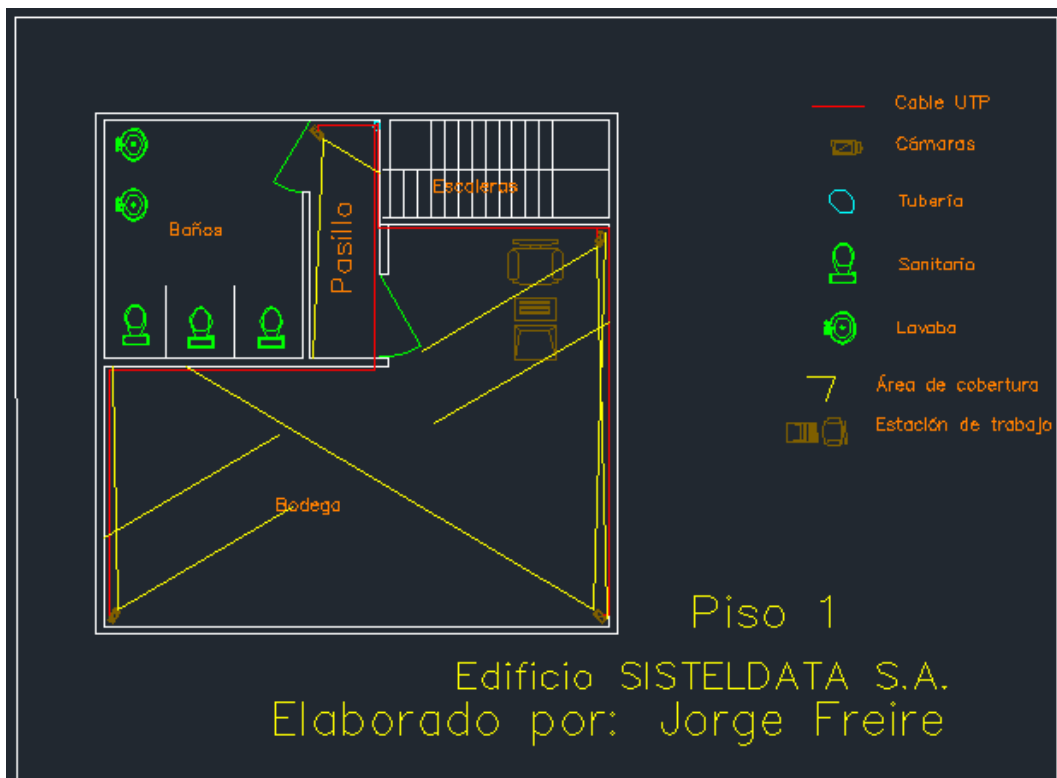 Cable UTP
Cámaras
Escaleras
Tubería
Baños
Pasillo
Sanitario
Lavaba
Área de cobertura
Estación de trabajo
Bodega
Piso 1
Edificio SISTELDATA S.A.
Elaborado por: Jorge Freire